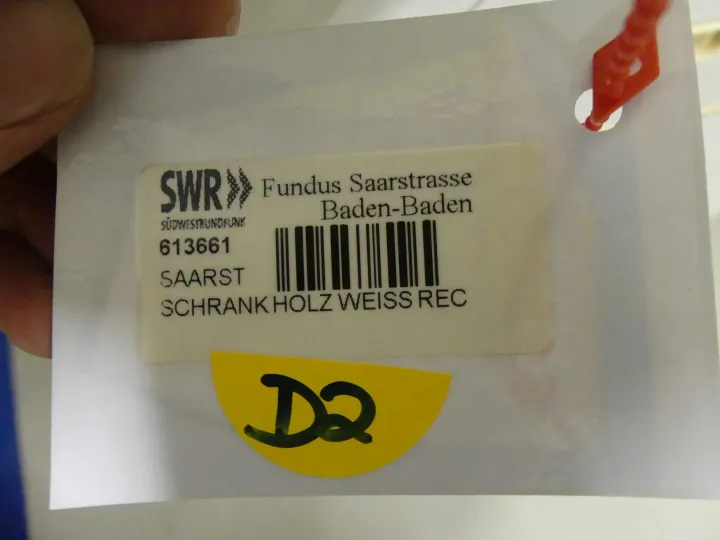 SWR Fundus Saarstrasse
SÜDWESTRUNDFUNK Baden-Baden
613661
SAARST
SCHRANK HOLZ WEISS REC
D2